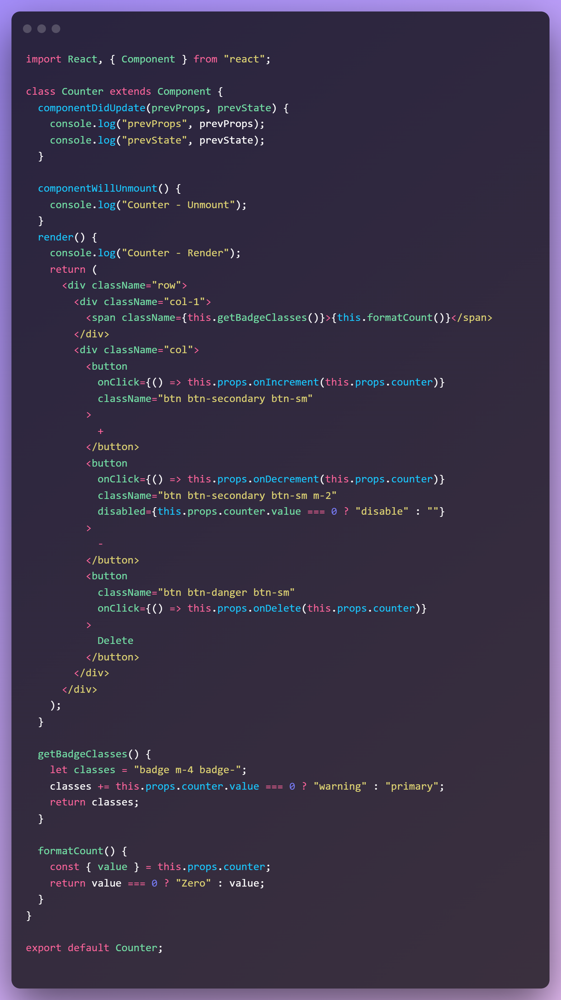 import React, { Component } from "react";

class Counter extends Component {
  componentDidUpdate(prevProps, prevState) {
    console.log("prevProps", prevProps);
    console.log("prevState", prevState);
  }

  componentWillUnmount() {
    console.log("Counter - Unmount");
  }
  render() {
    console.log("Counter - Render");
    return (
      <div className="row">
        <div className="col-1">
          <span className={this.getBadgeClasses()}>{this.formatCount()}</span>
        </div>
        <div className="col">
          <button
            onClick={() => this.props.onIncrement(this.props.counter)}
            className="btn btn-secondary btn-sm"
          >
            +
          </button>
          <button
            onClick={() => this.props.onDecrement(this.props.counter)}
            className="btn btn-secondary btn-sm m-2"
            disabled={this.props.counter.value === 0 ? "disable" : ""}
          >
            -
          </button>
          <button
            className="btn btn-danger btn-sm"
            onClick={() => this.props.onDelete(this.props.counter)}
          >
            Delete
          </button>
        </div>
      </div>
    );
  }

  getBadgeClasses() {
    let classes = "badge m-4 badge-";
    classes += this.props.counter.value === 0 ? "warning" : "primary";
    return classes;
  }

  formatCount() {
    const { value } = this.props.counter;
    return value === 0 ? "Zero" : value;
  }
}

export default Counter;